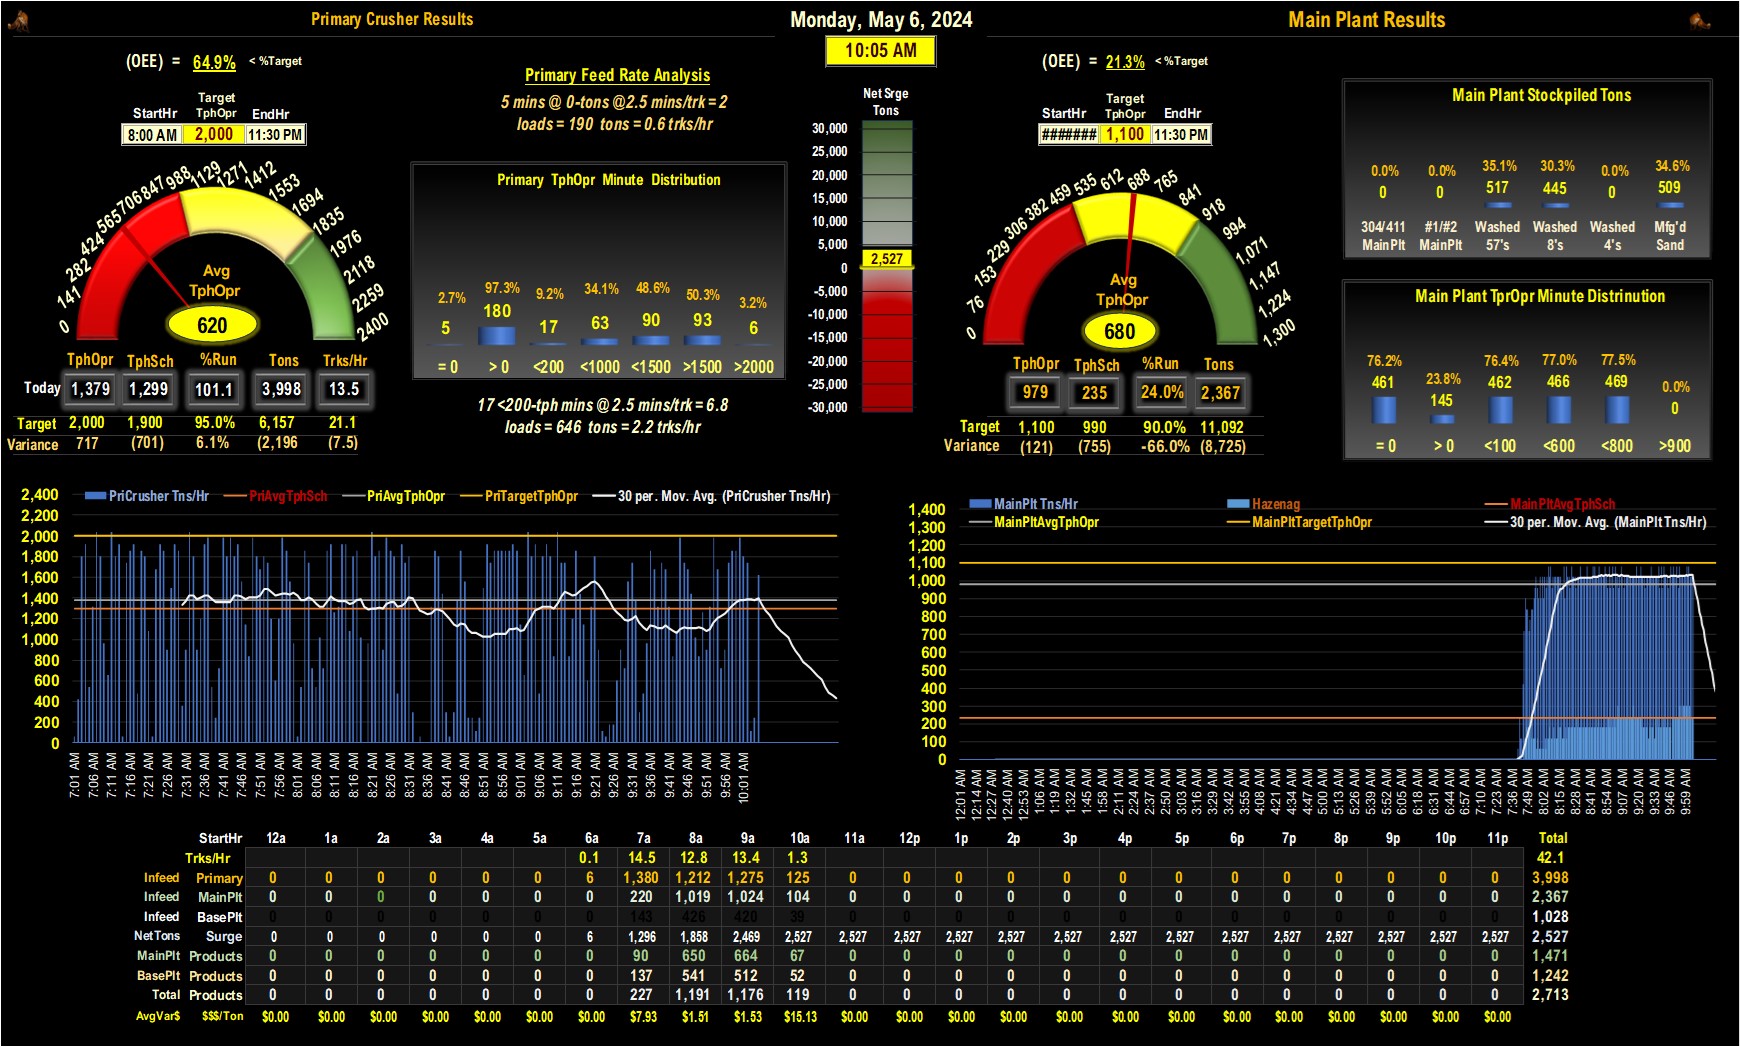 Primary Crusher Results
Monday, May 6, 2024
Main Plant Results
10:05 AM
(OEE) = 64.9% < %Target
StartHr Target TphOpr EndHr
8:00 AM 2,000 11:30 PM
0 141 282 424 565 706 847 988 1129 1271 1412 1553 1694 1835 1976 2118 2259 2400
Avg
TphOpr
620
TphOpr TphSch %Run Tons Trks/Hr
Today 1,379 1,299 101.1 3,998 13.5
Target 2,000 1,900 95.0% 6,157 21.1
Variance 717 (701) 6.1% (2,196 (7.5)
Primary Feed Rate Analysis
5 mins @ 0-tons @2.5 mins/trk = 2
loads = 190 tons = 0.6 trks/hr
Primary TphOpr Minute Distribution
2.7% 97.3% 9.2% 34.1% 48.6% 50.3% 3.2%
5 180 17 63 90 93 6
= 0 > 0 <200 <1000 <1500 >1500 >2000
17 <200-tph mins @ 2.5 mins/trk = 6.8
loads = 646 tons = 2.2 trks/hr
Net Srge
Tons
30,000
25,000
20,000
15,000
10,000
5,000
2,527
0
-5,000
-10,000
-15,000
-20,000
-25,000
-30,000
(OEE) = 21.3% < %Target
StartHr Target TphOpr EndHr
####### 1,100 11:30 PM
0 76 153 229 306 382 459 535 612 688 765 841 918 994 1,071 1,147 1,224 1,300
Avg
TphOpr
680
TphOpr TphSch %Run Tons
979 235 24.0% 2,367
Target 1,100 990 90.0% 11,092
Variance (121) (755) -66.0% (8,725)
Main Plant Stockpiled Tons
0.0% 0.0% 35.1% 30.3% 0.0% 34.6%
0 0 517 445 0 509
304/411 #1/#2 Washed Washed Washed Mfg'd
MainPlt MainPlt 57's 8's 4's Sand
Main Plant TprOpr Minute Distrinution
76.2% 23.8% 76.4% 77.0% 77.5% 0.0%
461 145 462 466 469 0
= 0 > 0 <100 <600 <800 >900
PriCrusher Tns/Hr PriAvgTphSch PriAvgTphOpr PriTargetTphOpr 30 per. Mov. Avg. (PriCrusher Tns/Hr)
2,400
2,200
2,000
1,800
1,600
1,400
1,200
1,000
800
600
400
200
0
7:01 AM 7:06 AM 7:11 AM 7:16 AM 7:21 AM 7:26 AM 7:31 AM 7:36 AM 7:41 AM 7:46 AM 7:51 AM 7:56 AM 8:01 AM 8:06 AM 8:11 AM 8:16 AM 8:21 AM 8:26 AM 8:31 AM 8:36 AM 8:41 AM 8:46 AM 8:51 AM 8:56 AM 9:01 AM 9:06 AM 9:11 AM 9:16 AM 9:21 AM 9:26 AM 9:31 AM 9:36 AM 9:41 AM 9:46 AM 9:51 AM 9:56 AM 10:01 AM
MainPlt Tns/Hr Hazenag MainPltAvgTphSch
MainPltAvgTphOpr MainPltTargetTphOpr 30 per. Mov. Avg. (MainPlt Tns/Hr)
1,400
1,300
1,200
1,100
1,000
900
800
700
600
500
400
300
200
100
0
12:01 AM 12:14 AM 12:27 AM 12:40 AM 12:53 AM 1:06 AM 1:19 AM 1:32 AM 1:45 AM 1:58 AM 2:11 AM 2:24 AM 2:37 AM 2:50 AM 3:03 AM 3:16 AM 3:29 AM 3:42 AM 3:55 AM 4:08 AM 4:21 AM 4:34 AM 4:47 AM 5:00 AM 5:13 AM 5:26 AM 5:39 AM 5:52 AM 6:05 AM 6:18 AM 6:31 AM 6:44 AM 6:57 AM 7:10 AM 7:23 AM 7:36 AM 7:49 AM 8:02 AM 8:15 AM 8:28 AM 8:41 AM 8:54 AM 9:07 AM 9:20 AM 9:33 AM 9:46 AM 9:59 AM
StartHr 12a 1a 2a 3a 4a 5a 6a 7a 8a 9a 10a 11a 12p 1p 2p 3p 4p 5p 6p 7p 8p 9p 10p 11p Total
Trks/Hr 0.1 14.5 12.8 13.4 1.3 42.1
Infeed Primary 0 0 0 0 0 0 6 1,380 1,212 1,275 125 0 0 0 0 0 0 0 0 0 0 0 0 0 3,998
Infeed MainPlt 0 0 0 0 0 0 0 220 1,019 1,024 104 0 0 0 0 0 0 0 0 0 0 0 0 0 2,367
Infeed BasePlt 0 0 0 0 0 0 0 143 426 420 39 0 0 0 0 0 0 0 0 0 0 0 0 0 1,028
NetTons Surge 0 0 0 0 0 0 6 1,296 1,858 2,469 2,527 2,527 2,527 2,527 2,527 2,527 2,527 2,527 2,527 2,527 2,527 2,527 2,527 2,527 2,527
MainPlt Products 0 0 0 0 0 0 0 90 650 664 67 0 0 0 0 0 0 0 0 0 0 0 0 0 1,471
BasePlt Products 0 0 0 0 0 0 0 137 541 512 52 0 0 0 0 0 0 0 0 0 0 0 0 0 1,242
Total Products 0 0 0 0 0 0 0 227 1,191 1,176 119 0 0 0 0 0 0 0 0 0 0 0 0 0 2,713
AvgVar$ $$$/Ton $0.00 $0.00 $0.00 $0.00 $0.00 $0.00 $0.00 $7.93 $1.51 $1.53 $15.13 $0.00 $0.00 $0.00 $0.00 $0.00 $0.00 $0.00 $0.00 $0.00 $0.00 $0.00 $0.00 $0.00